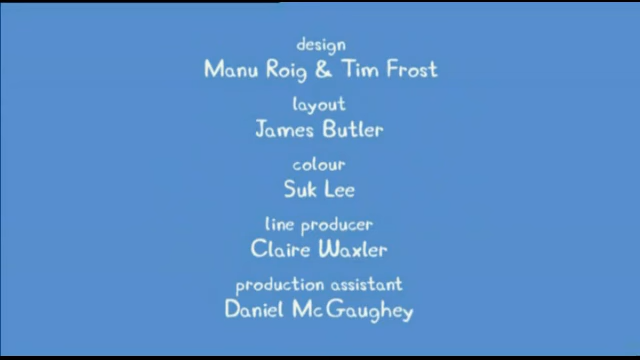 design
Manu Roig & Tim Frost
layout
James Butler
colour
Suk Lee
line producer
Claire Waxler
production assistant
Daniel McGaughey